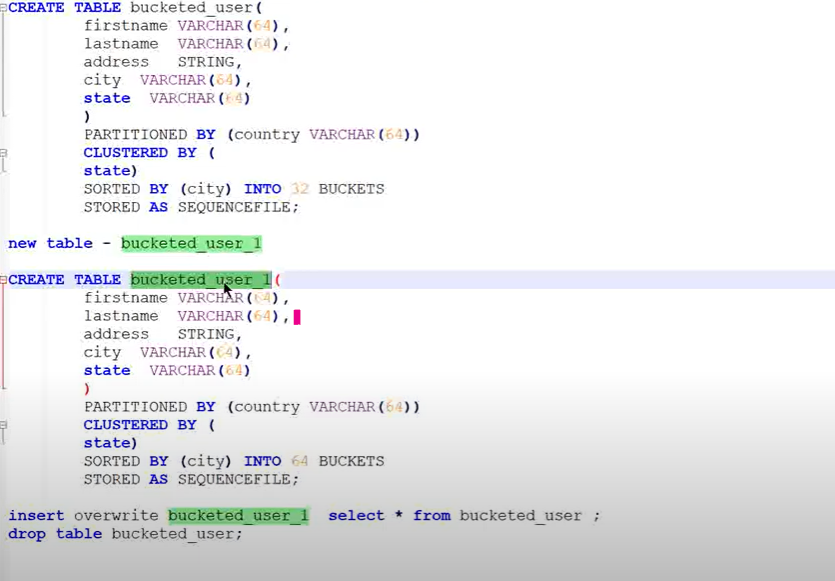 CREATE TABLE bucketed_user(
firstname VARCHAR(64),
lastname VARCHAR(64),
address STRING,
city VARCHAR(64),
state VARCHAR(64)
)
PARTITIONED BY (country VARCHAR(64))
CLUSTERED BY (
state)
SORTED BY (city) INTO 32 BUCKETS
STORED AS SEQUENCEFILE;
new table - bucketed_user_1
CREATE TABLE bucketed_user_1(
firstname VARCHAR(64),
lastname VARCHAR(64),
address STRING,
city VARCHAR(64),
state VARCHAR(64)
)
PARTITIONED BY (country VARCHAR(64))
CLUSTERED BY (
state)
SORTED BY (city) INTO 64 BUCKETS
STORED AS SEQUENCEFILE;
insert overwrite bucketed_user_1 select * from bucketed_user ;
drop table bucketed_user;